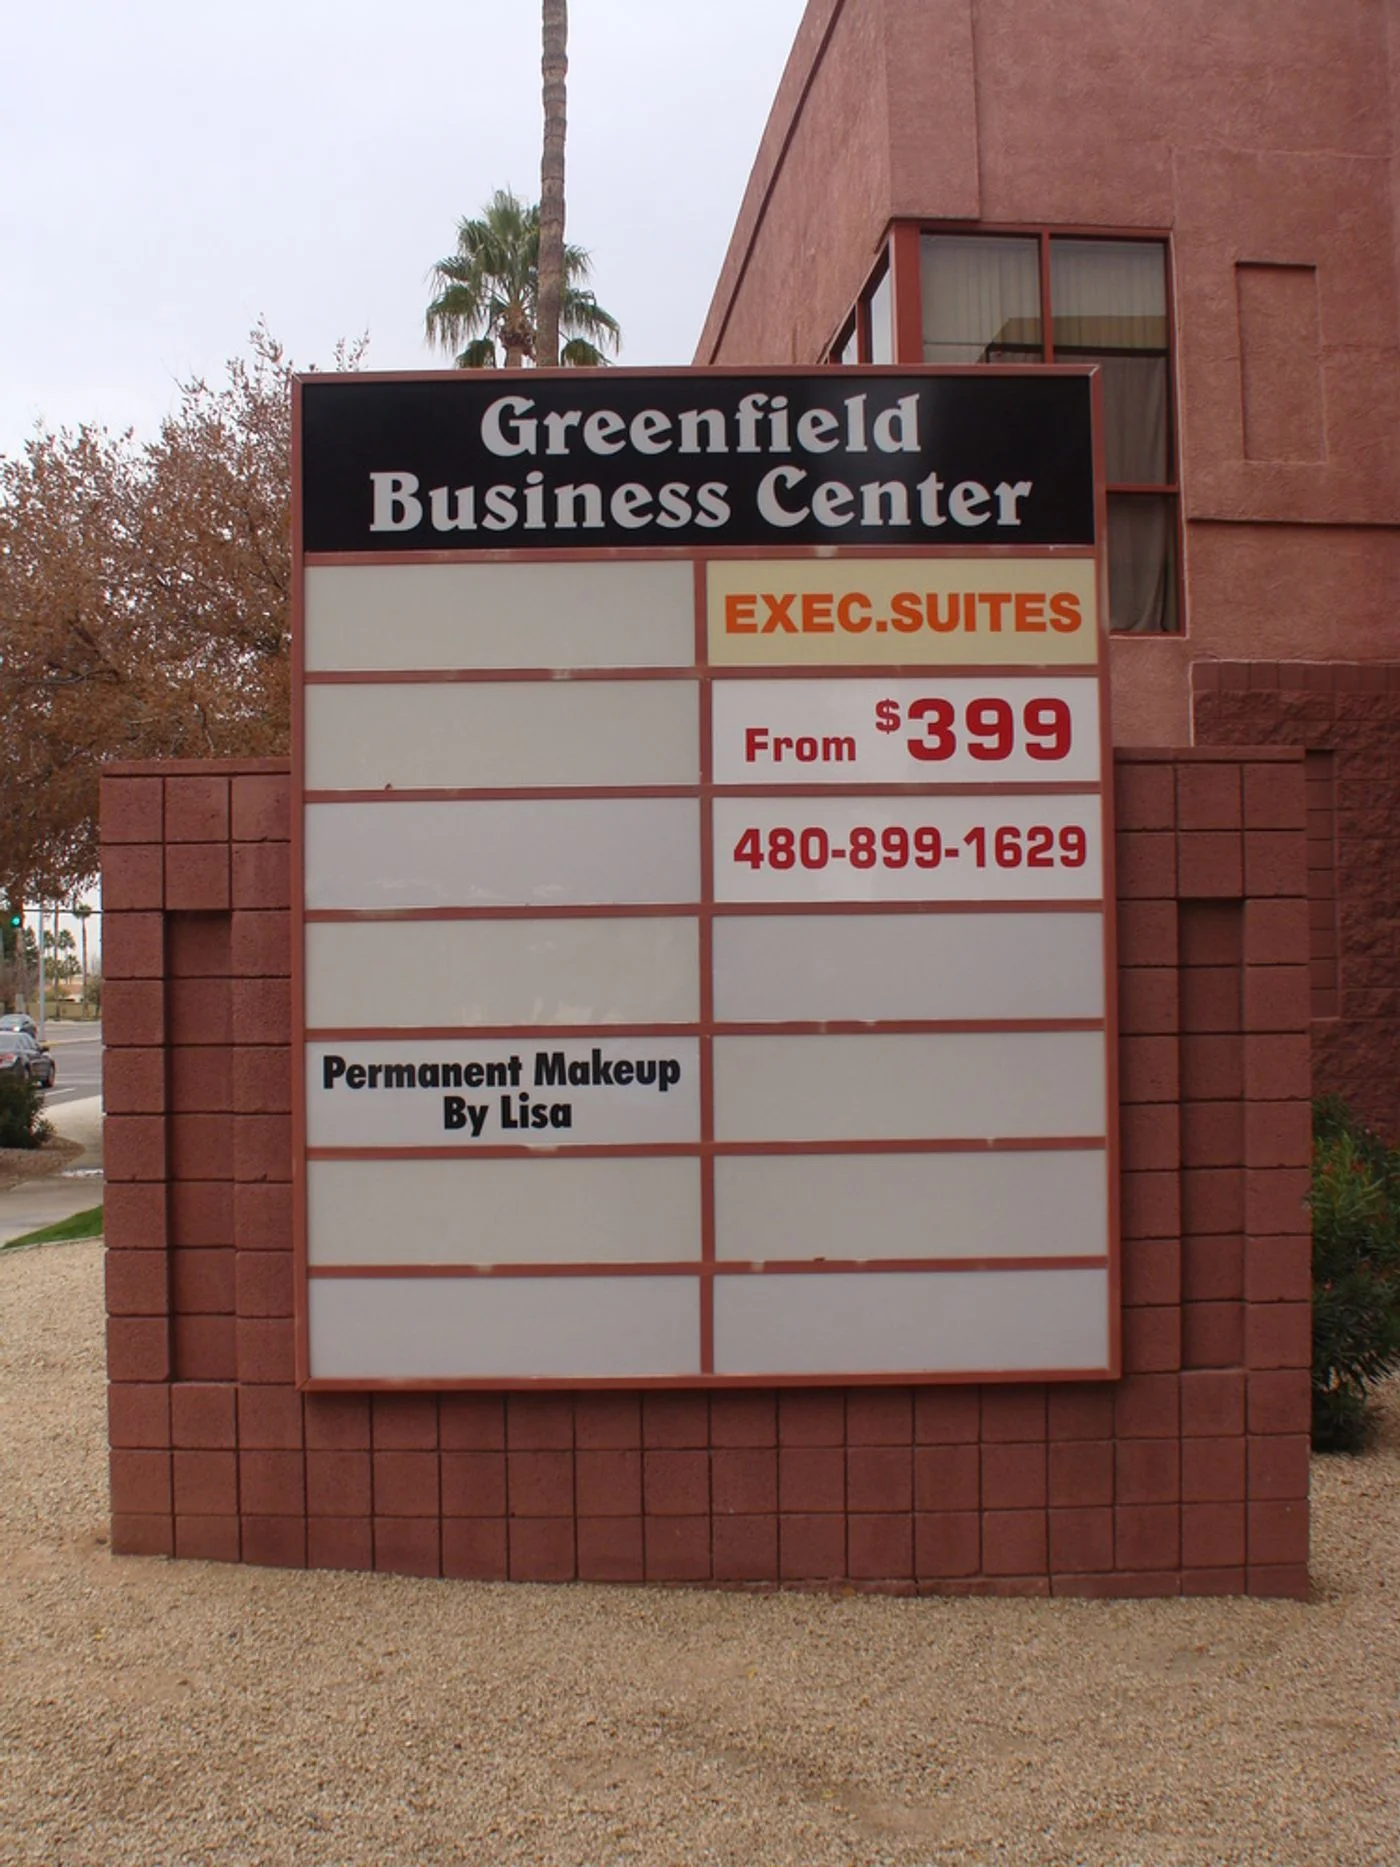 Greenfield
Business Center
EXEC.SUITES
From $399
480-899-1629
Permanent Makeup
By Lisa